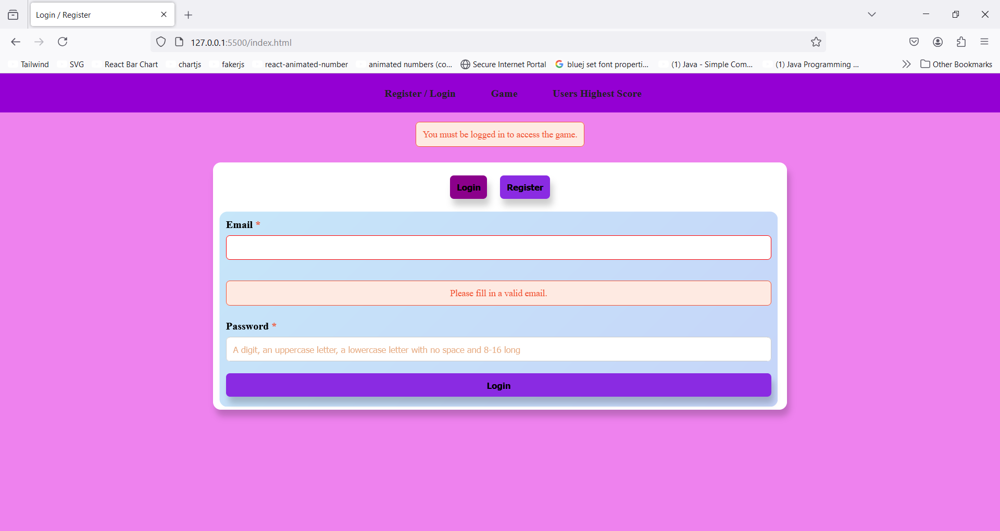 Login / Register
127.0.0.1:5500/index.html
Tailwind SVG React Bar Chart chartjs fakerjs react-animated-number animated numbers (co... Secure Internet Portal bluej set font properti... (1) Java - Simple Com... (1) Java Programming ... Other Bookmarks
Register / Login Game Users Highest Score
You must be logged in to access the game.
Login Register
Email *
Please fill in a valid email.
Password *
A digit, an uppercase letter, a lowercase letter with no space and 8-16 long
Login